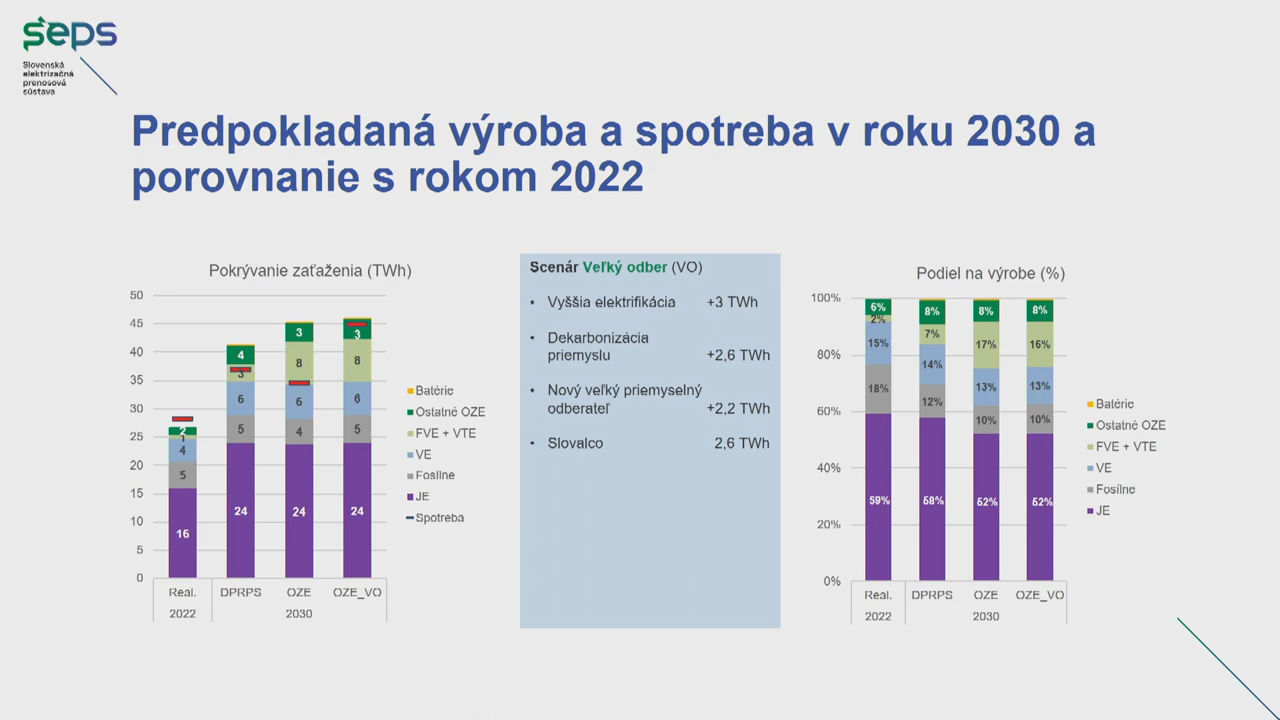 seps
Slovenská
elektrizačná
prenosová
sústava
Predpokladaná výroba a spotreba v roku 2030 a
porovnanie s rokom 2022
Pokrývanie zaťaženia (TWh)
50
45
40
35
30
25
20
15
10
5
0
2
1
4
5
16
4
3
6
5
24
3
8
6
4
24
3
8
6
5
24
Real.
DPRPS
OZE
OZE_VO
2022
2030
Batérie
Ostatné OZE
FVE + VTE
VE
Fosílne
JE
Spotreba
Scenár Veľký odber (VO)
• Vyššia elektrifikácia +3 TWh
• Dekarbonizácia
priemyslu +2,6 TWh
• Nový veľký priemyselný
odberateľ +2,2 TWh
• Slovalco 2,6 TWh
Podiel na výrobe (%)
100%
80%
60%
40%
20%
0%
6%
2%
15%
18%
59%
8%
7%
14%
12%
58%
8%
17%
13%
10%
52%
8%
16%
13%
10%
52%
Real.
DPRPS
OZE
OZE_VO
2022
2030
Batérie
Ostatné OZE
FVE + VTE
VE
Fosílne
JE